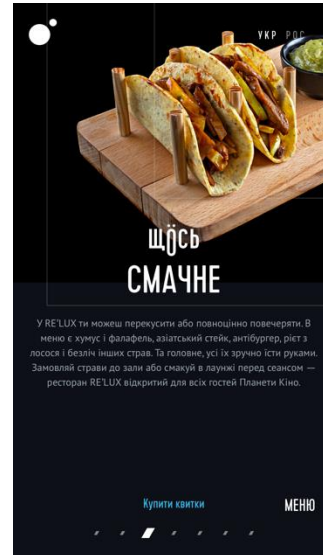 УКР РОС
щӧсь
СМАЧНЕ
У RE'LUX ти можеш перекусити або повноцінно повечеряти. В
меню є хумус і фалафель, азіатський стейк, антібургер, рієт з
лосося і безліч інших страв. Та головне, усі їх зручно їсти руками.
Замовляй страви до зали або смакуй в лаунжі перед сеансом —
ресторан RE'LUX відкритий для всіх гостей Планети Кіно.
Купити квитки
МЕНЮ